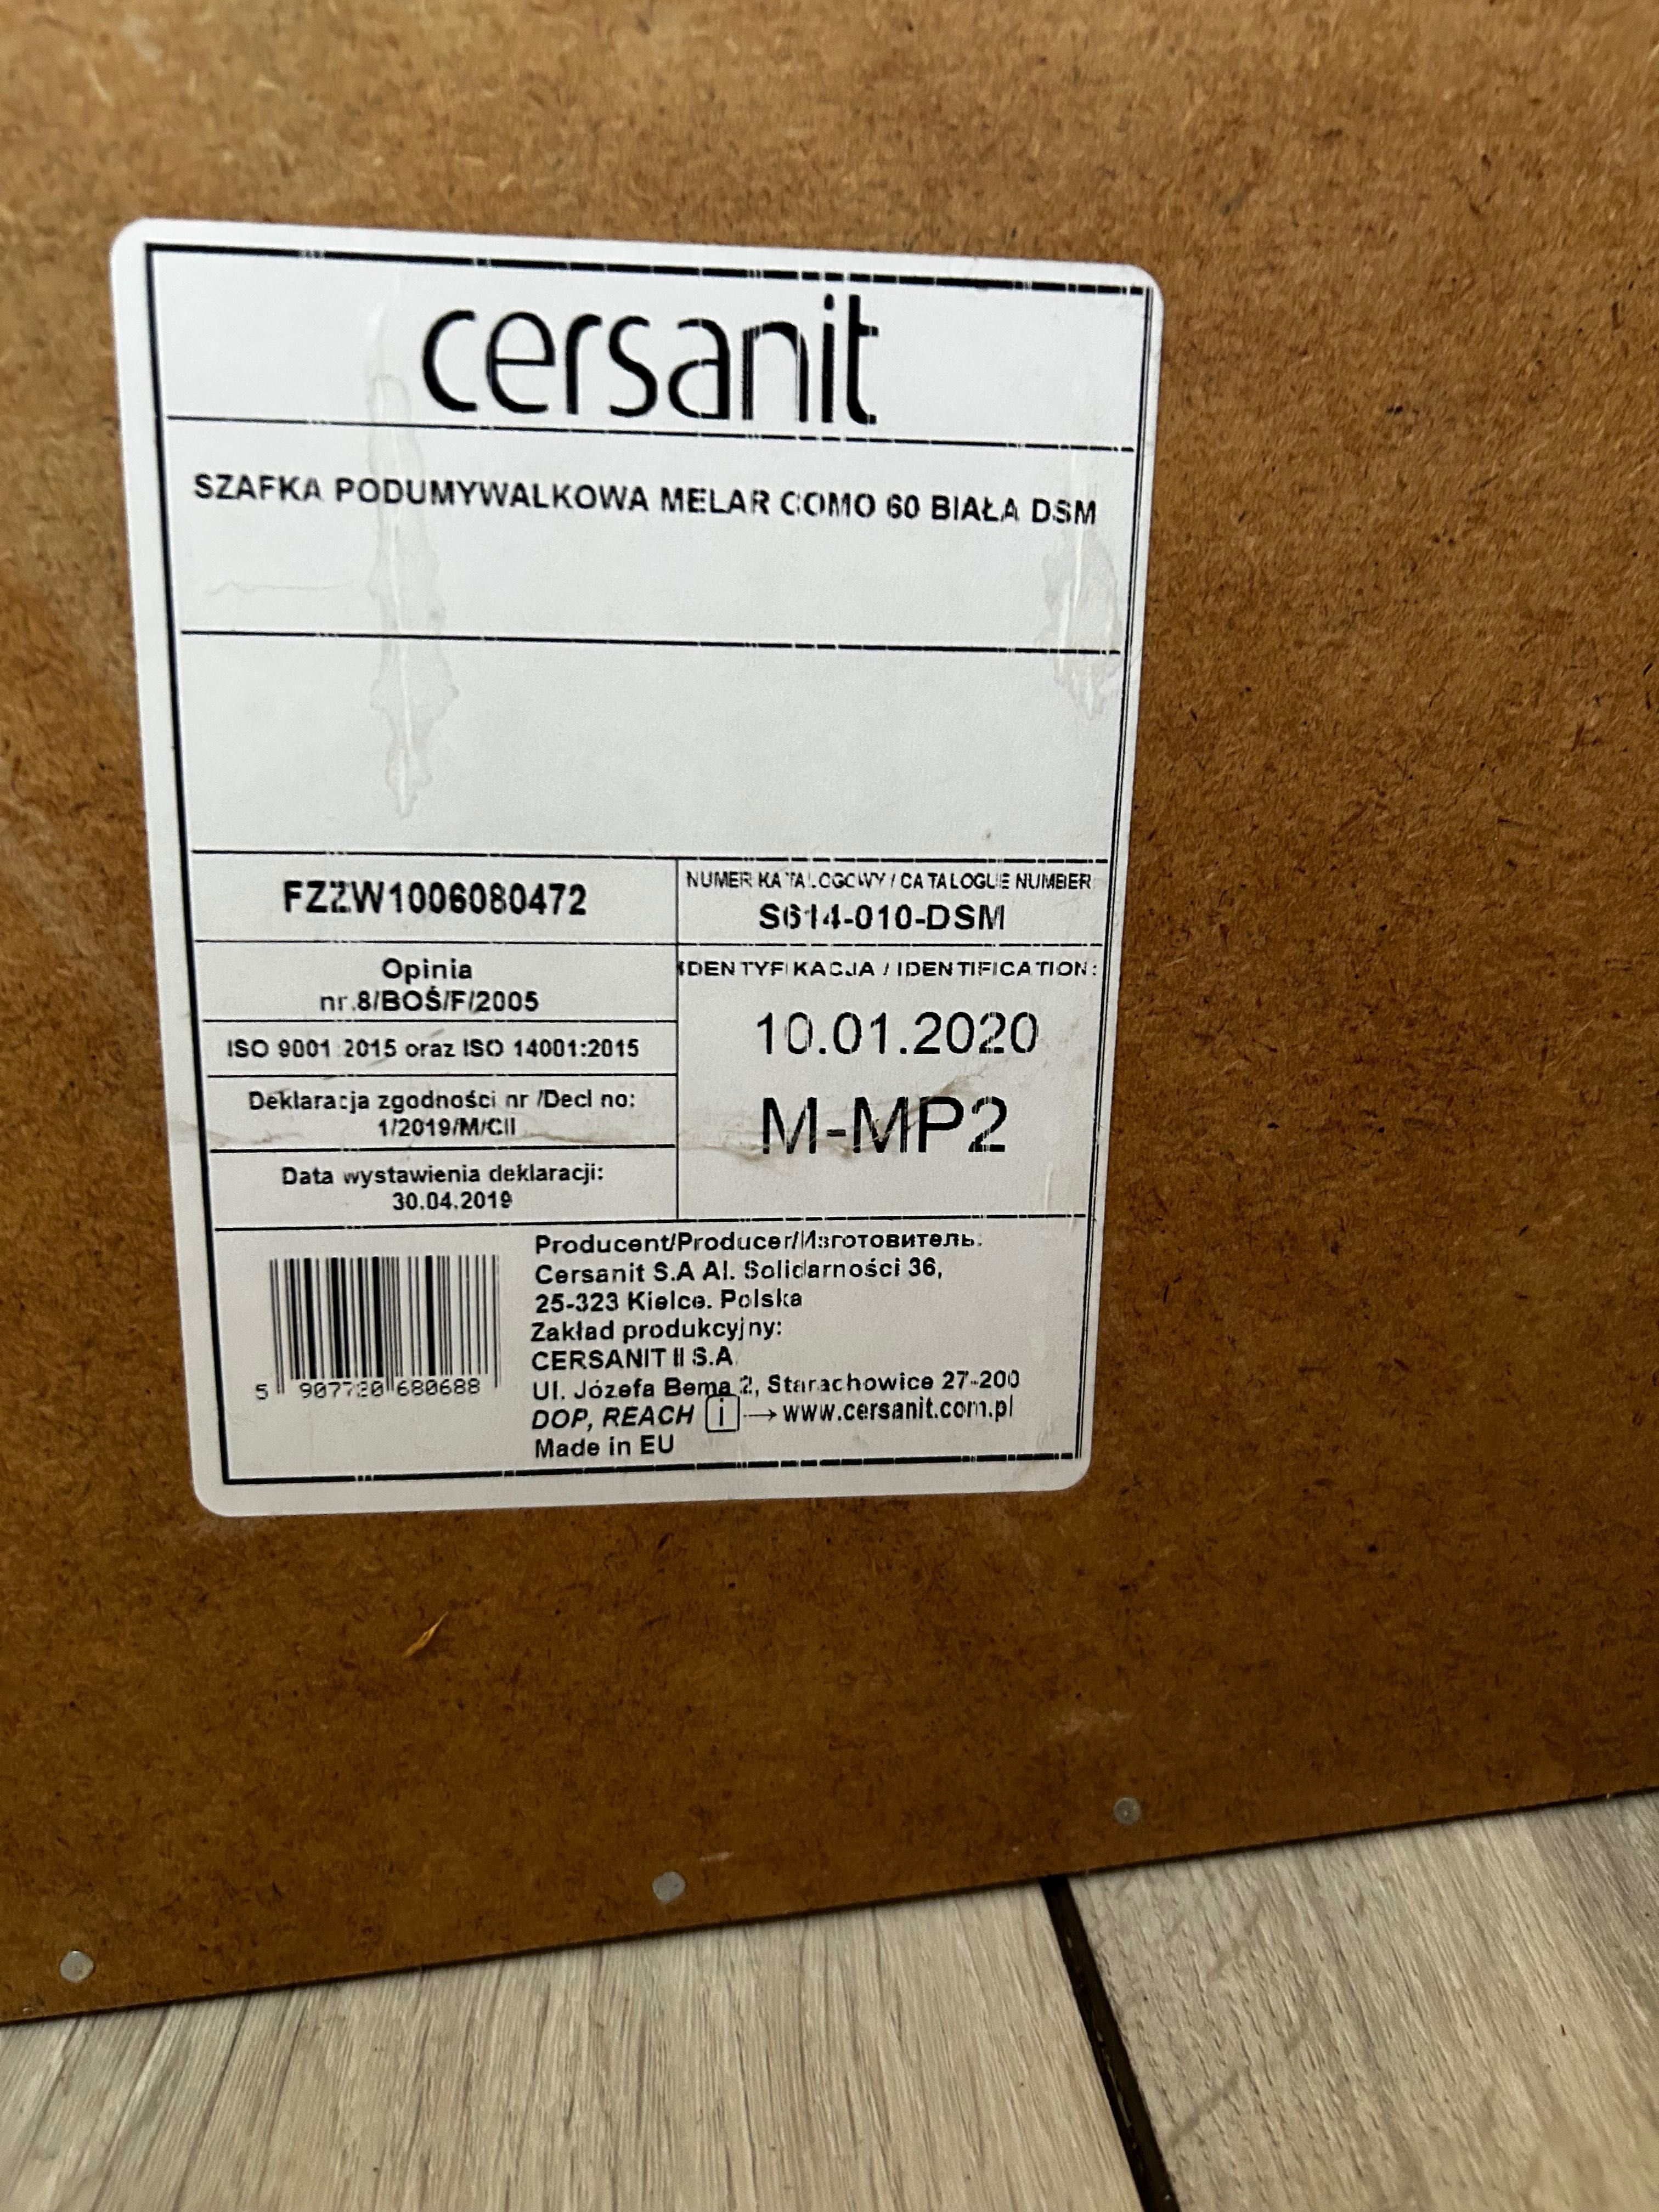 cersanit
SZAFKA PODUMYWALKOWA MELAR COMO 60 BIAŁA DSM
FZZW1006080472
NUMER KATALOGOWY / CATALOGUE NUMBER
S614-010-DSM
Opinia
nr.8/BOŚ/F/2005
IDENTYFIKACJA / IDENTIFICATION:
10.01.2020
M-MP2
ISO 9001:2015 oraz ISO 14001:2015
Deklaracja zgodności nr /Decl no:
1/2019/M/CII
Data wystawienia deklaracji:
30.04.2019
Producent/Producer/Изготовитель:
Cersanit S.A Al. Solidarności 36,
25-323 Kielce. Polska
Zakład produkcyjny:
CERSANIT II S.A
Ul. Józefa Bema 2, Starachowice 27-200
DOP, REACH i → www.cersanit.com.pl
Made in EU
5 907720 680688